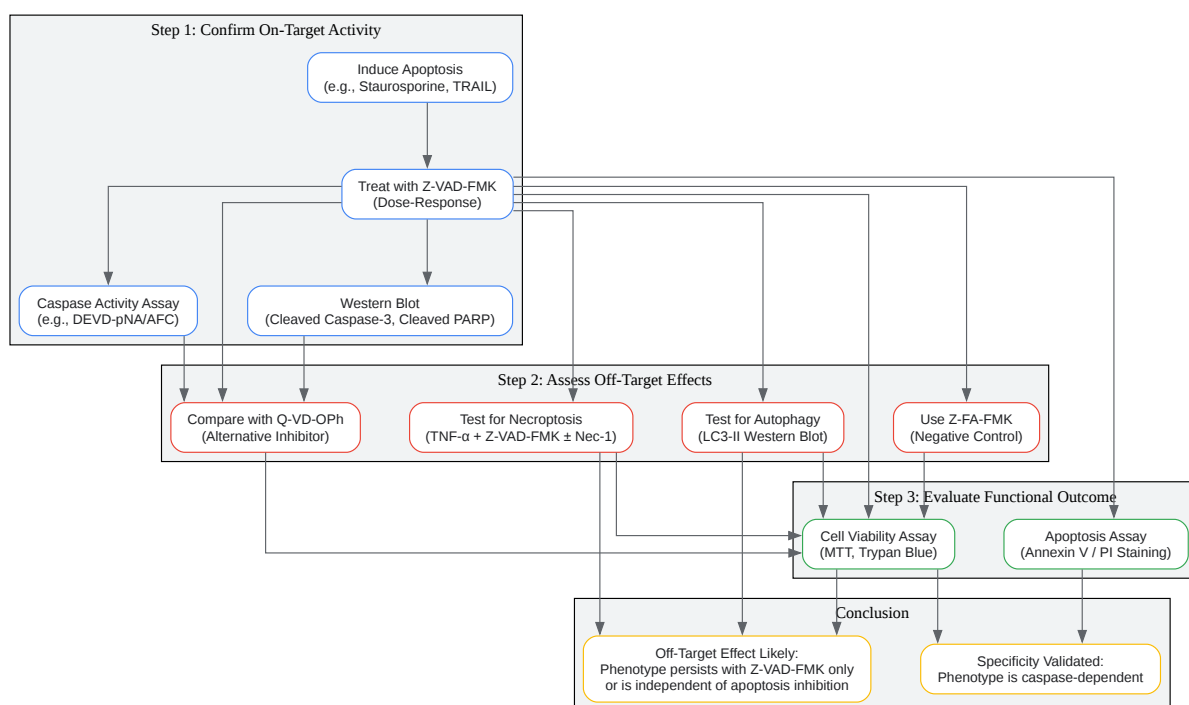 Step 1: Confirm On-Target Activity
Induce Apoptosis
(e.g., Staurosporine, TRAIL)
Treat with Z-VAD-FMK
(Dose-Response)
Caspase Activity Assay
(e.g., DEVD-pNA/AFC)
Western Blot
(Cleaved Caspase-3, Cleaved PARP)
Step 2: Assess Off-Target Effects
Compare with Q-VD-OPh
(Alternative Inhibitor)
Test for Necroptosis
(TNF-α + Z-VAD-FMK ± Nec-1)
Test for Autophagy
(LC3-II Western Blot)
Use Z-FA-FMK
(Negative Control)
Step 3: Evaluate Functional Outcome
Cell Viability Assay
(MTT, Trypan Blue)
Apoptosis Assay
(Annexin V / PI Staining)
Conclusion
Off-Target Effect Likely:
Phenotype persists with Z-VAD-FMK only
or is independent of apoptosis inhibition
Specificity Validated:
Phenotype is caspase-dependent